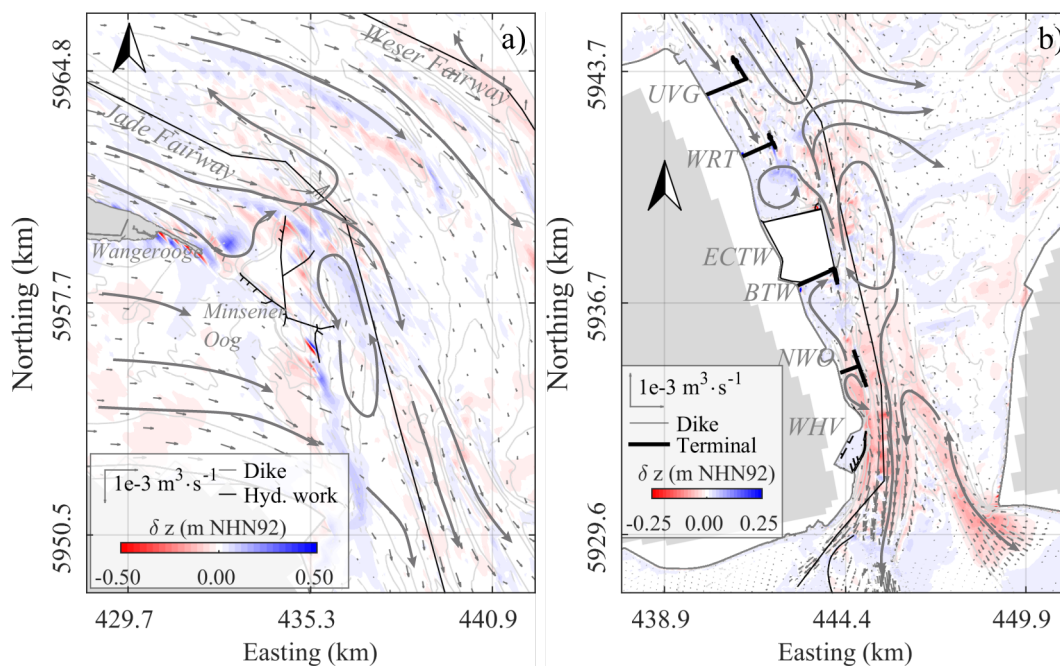 a)
Weser Fairway
Jade Fairway
Wangerooge
Minsener
Oog
1e-3 m³·s⁻¹
Dike
Hyd. work
δ z (m NHN92)
-0.50 0.00 0.50
5964.8
5957.7
5950.5
Northing (km)
429.7 435.3 440.9
Easting (km)
b)
UVG
WRT
ECTW
BTW
NWO
WHV
1e-3 m³·s⁻¹
Dike
Terminal
δ z (m NHN92)
-0.25 0.00 0.25
5943.7
5936.7
5929.6
Northing (km)
438.9 444.4 449.9
Easting (km)